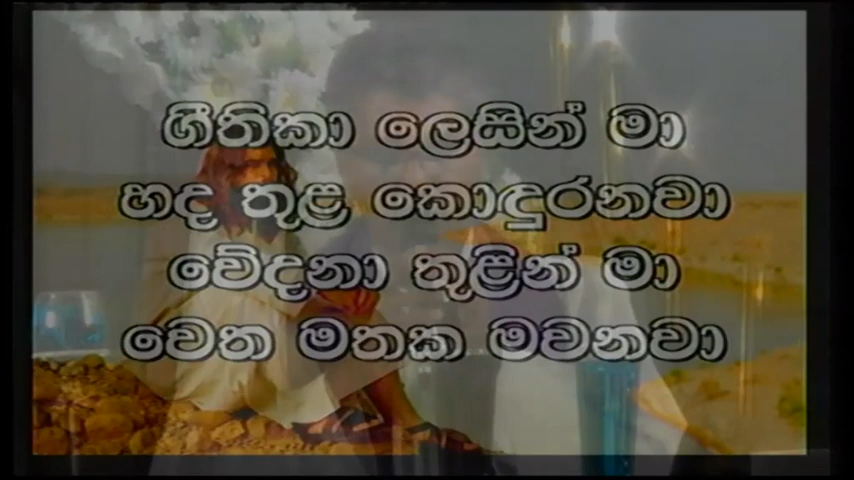 ගීතිකා ලෙසින් මා
හද තුළ කොඳුරනවා
වේදනා තුළින් මා
වෙත මතක මවනවා